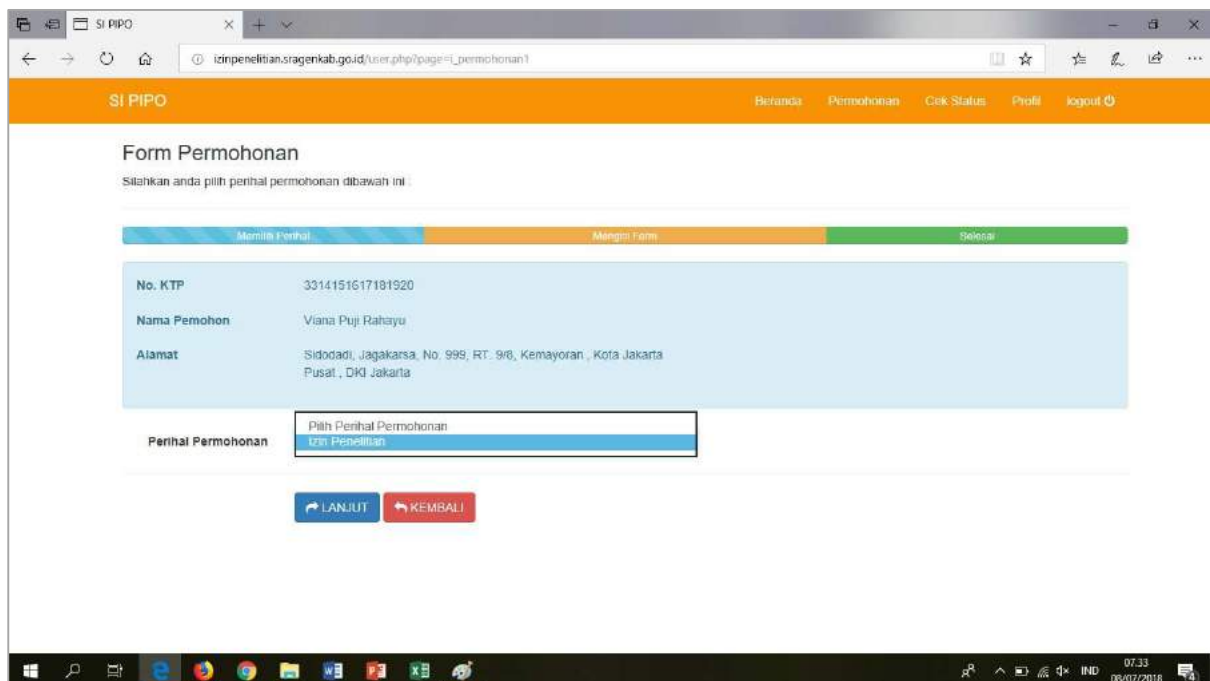 SI PIPO
izinpenelitian.sragenkab.go.id/user.php?page=i_permohonan1
SI PIPO
Beranda Permohonan Cek Status Profil logout
Form Permohonan
Silahkan anda pilih perihal permohonan dibawah ini :
Memilih Perihal Mengisi Form Selesai
No. KTP 3314151617181920
Nama Pemohon Viana Puji Rahayu
Alamat Sidodadi, Jagakarsa, No. 999, RT. 9/8, Kemayoran , Kota Jakarta
Pusat , DKI Jakarta
Pilih Perihal Permohonan
Perihal Permohonan Izin Penelitian
LANJUT KEMBALI
IND 07.33
08/07/2018